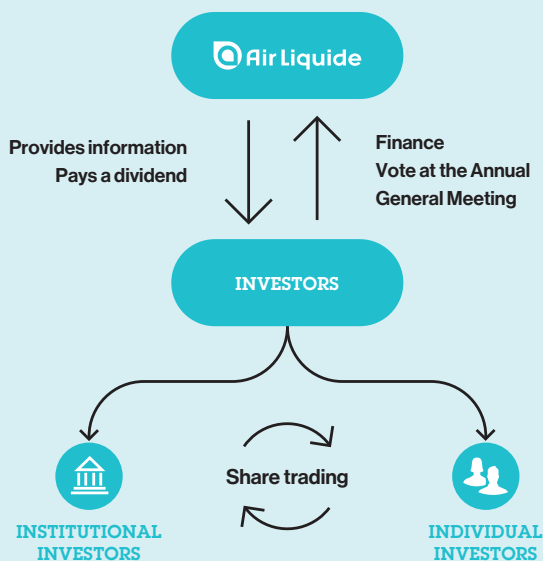 Air Liquide
Provides information
Pays a dividend
Finance
Vote at the Annual
General Meeting
INVESTORS
Share trading
INSTITUTIONAL
INVESTORS
INDIVIDUAL
INVESTORS